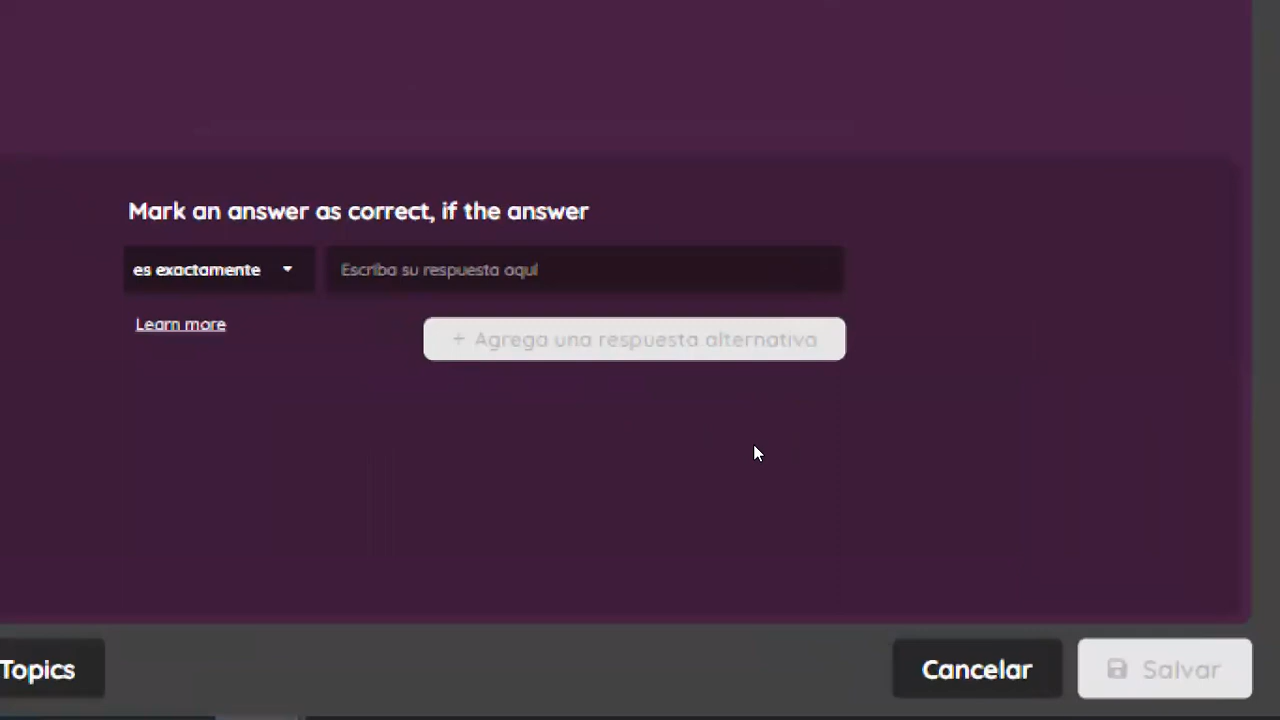 Mark an answer as correct, if the answer
es exactamente
Escriba su respuesta aquí
Learn more
+ Agrega una respuesta alternativa
Topics
Cancelar
Salvar